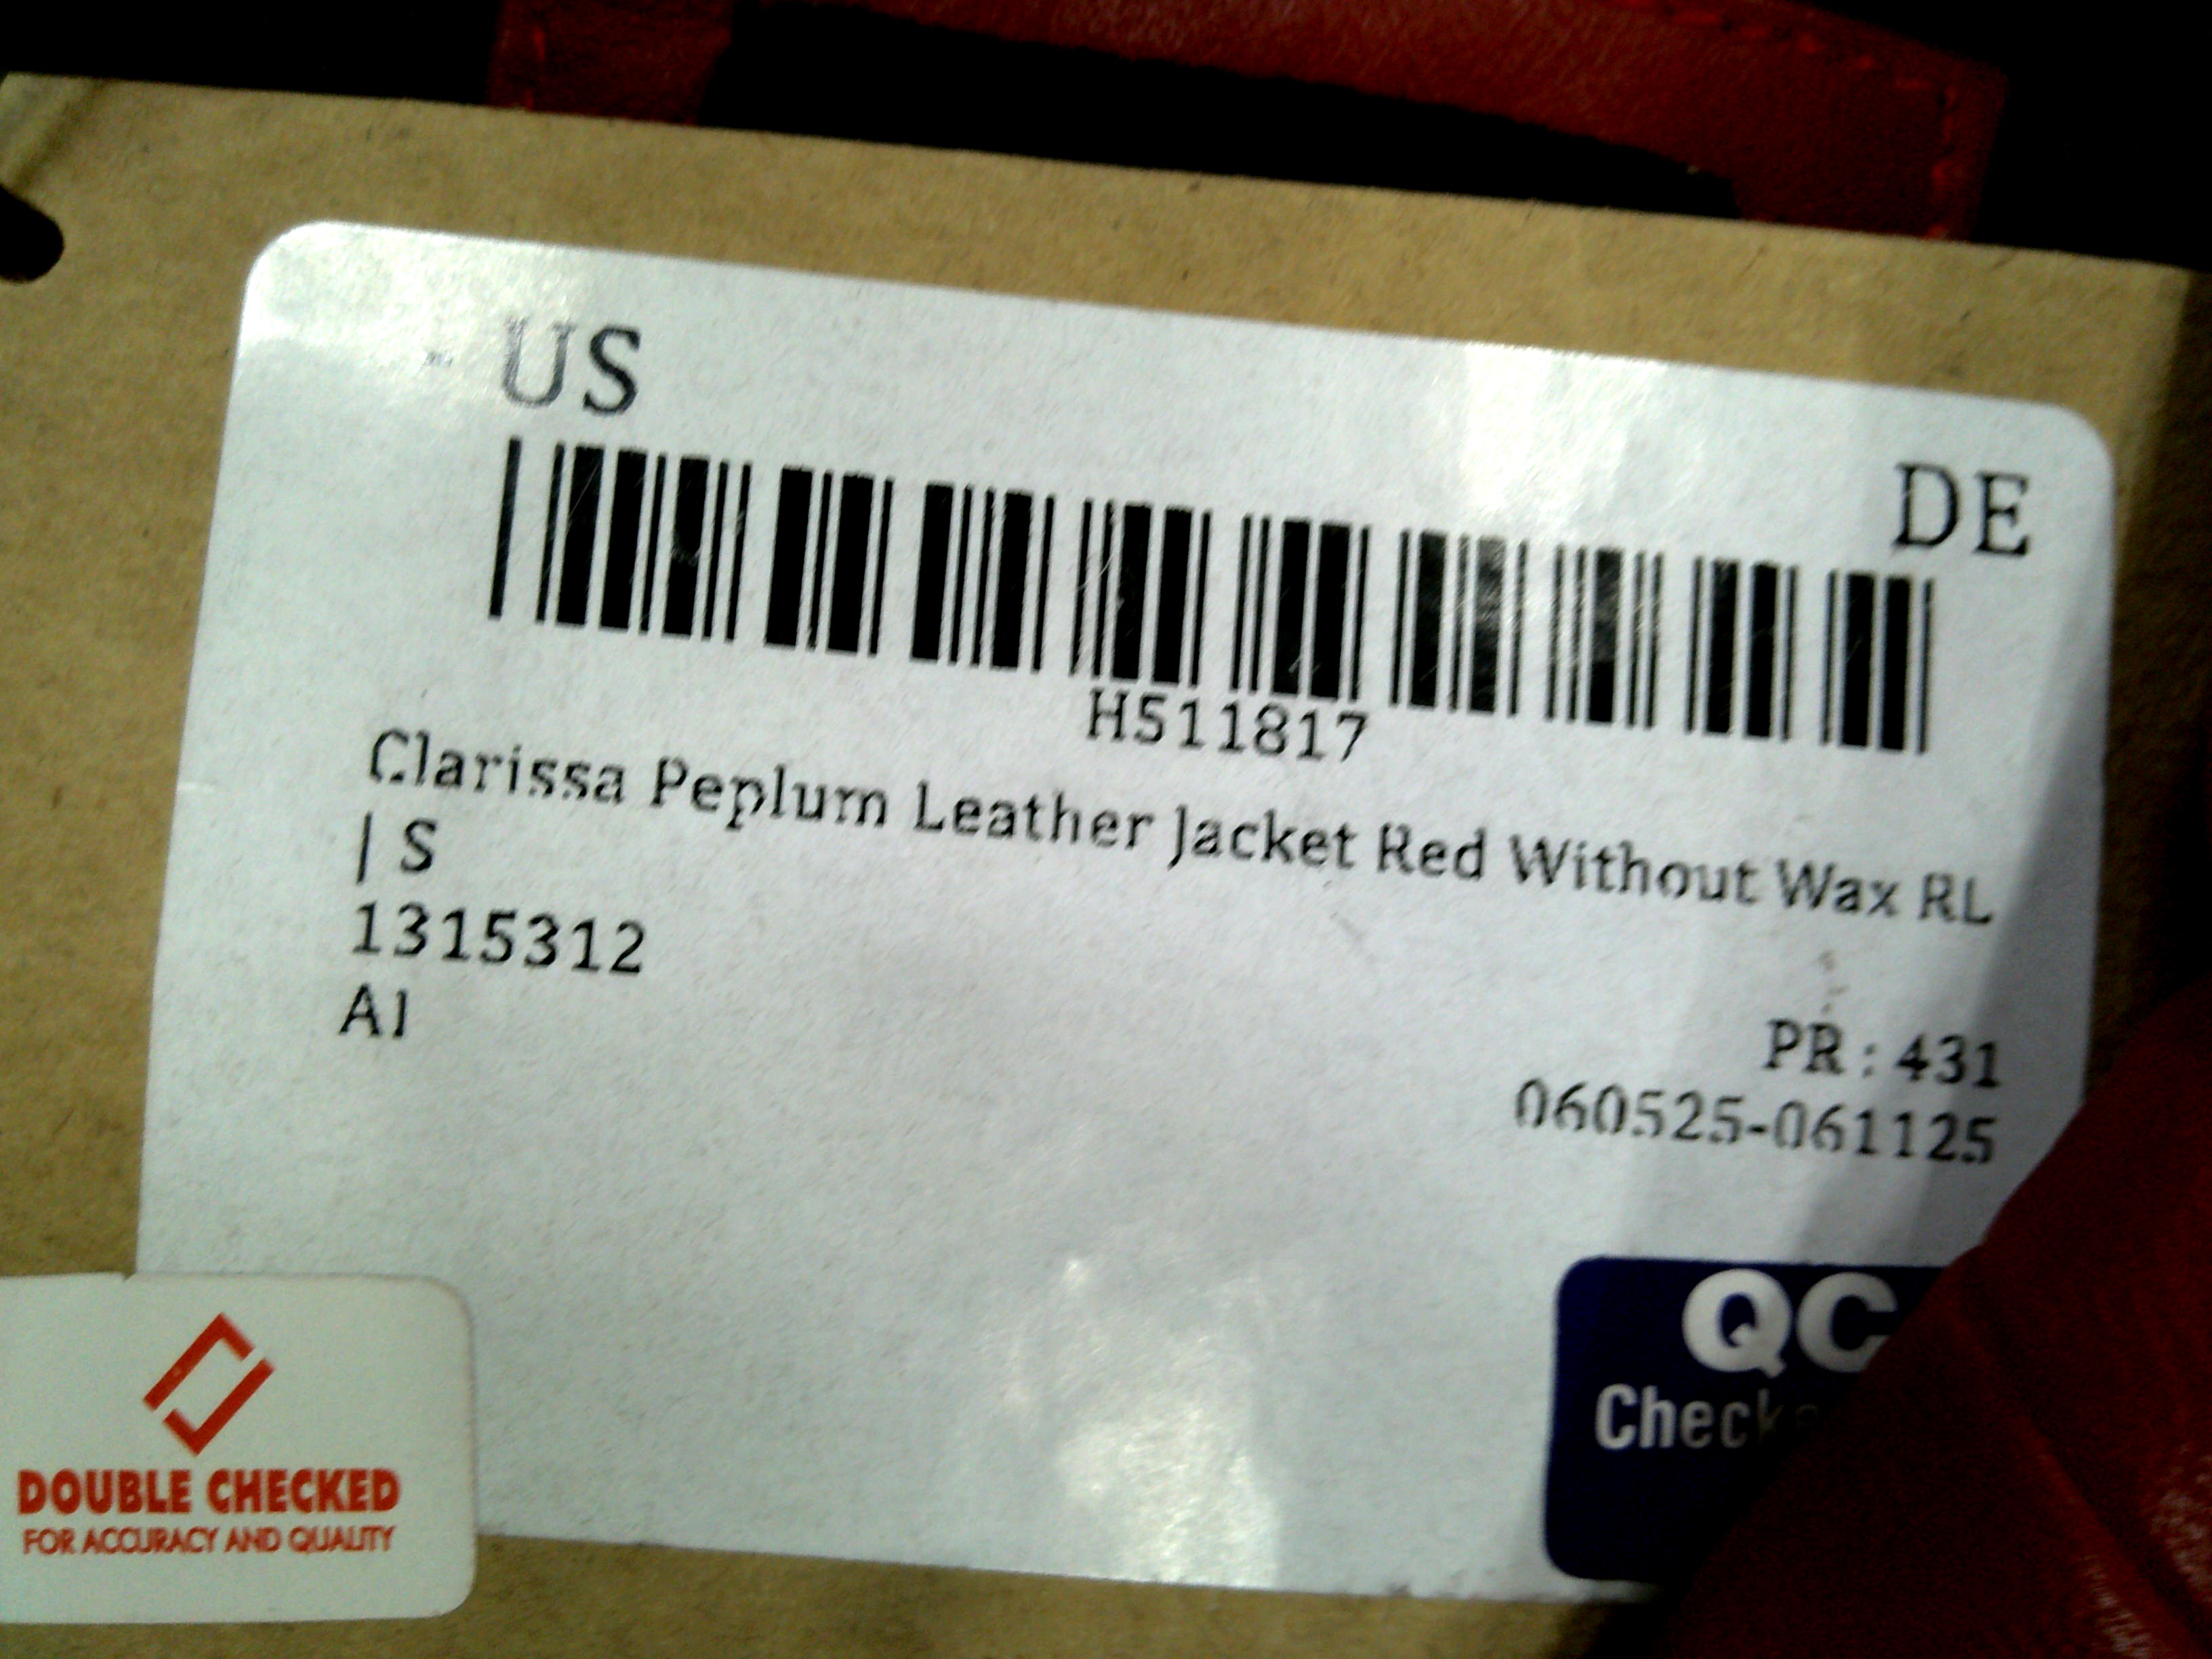 US
DE
H511817
Clarissa Peplum Leather Jacket Red Without Wax RL
| S
1315312
A1
PR : 431
060525-061125
QC
DOUBLE CHECKED
FOR ACCURACY AND QUALITY